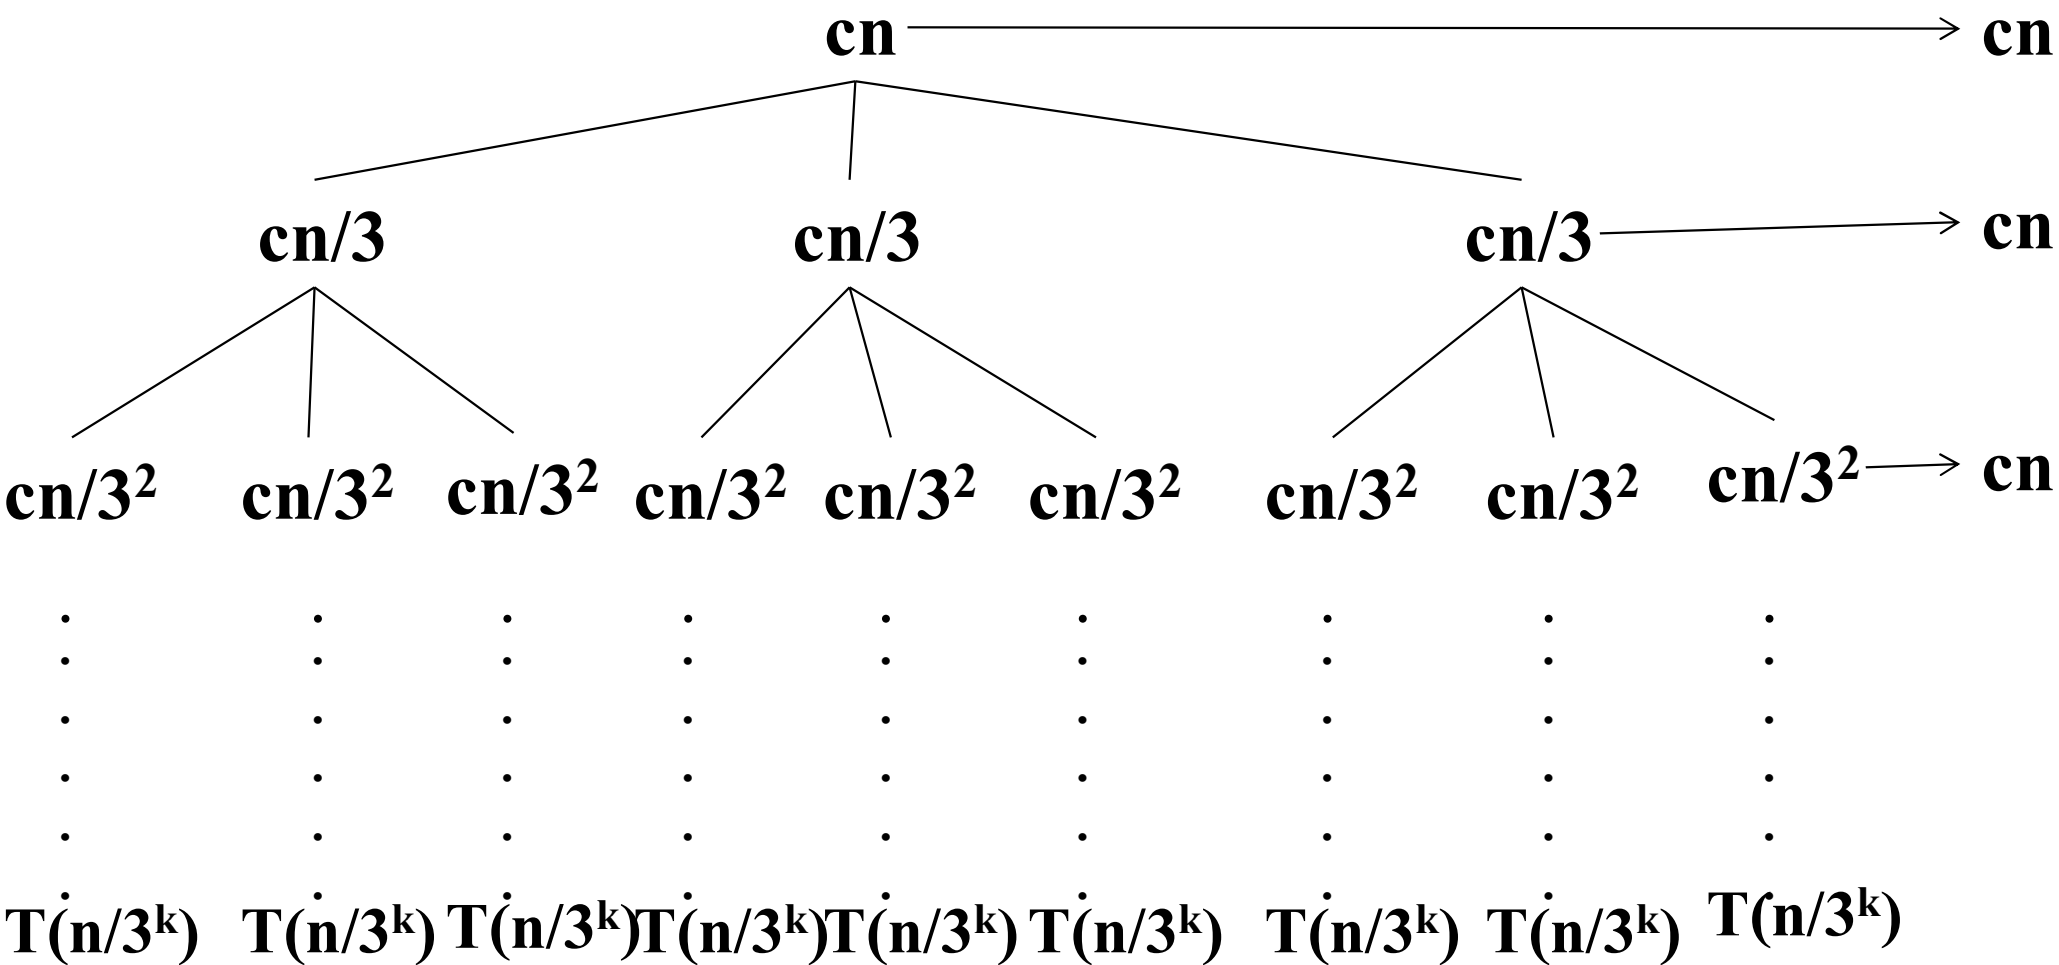 cn cn
cn/3 cn/3 cn/3 cn
cn/3² cn/3² cn/3² cn/3² cn/3² cn/3² cn/3² cn/3² cn/3² cn
. . . . . . . . .
. . . . . . . . .
. . . . . . . . .
. . . . . . . . .
. . . . . . . . .
. . . . . . . . .
T(n/3ᵏ) T(n/3ᵏ) T(n/3ᵏ) T(n/3ᵏ) T(n/3ᵏ) T(n/3ᵏ) T(n/3ᵏ) T(n/3ᵏ) T(n/3ᵏ)